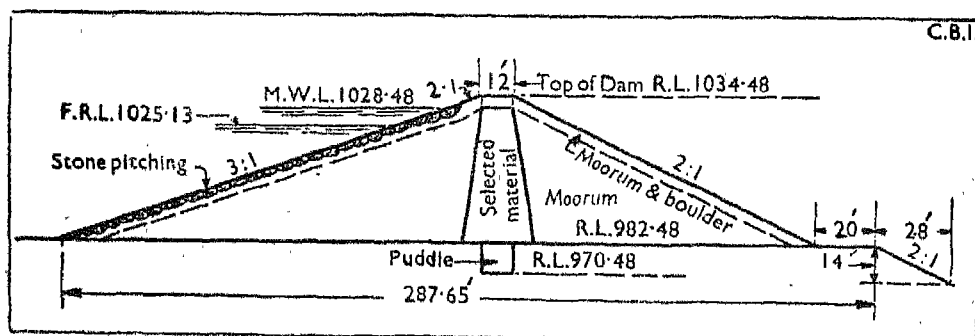 C.B.I.
12′
2·1
Top of Dam R.L.1034·48
M.W.L.1028·48
F.R.L.1025·13
Stone pitching
3:1
Selected
material
Moorum & boulder
2:1
Moorum
R.L.982·48
20′
28′
2:1
14′
Puddle
R.L.970·48
287·65′